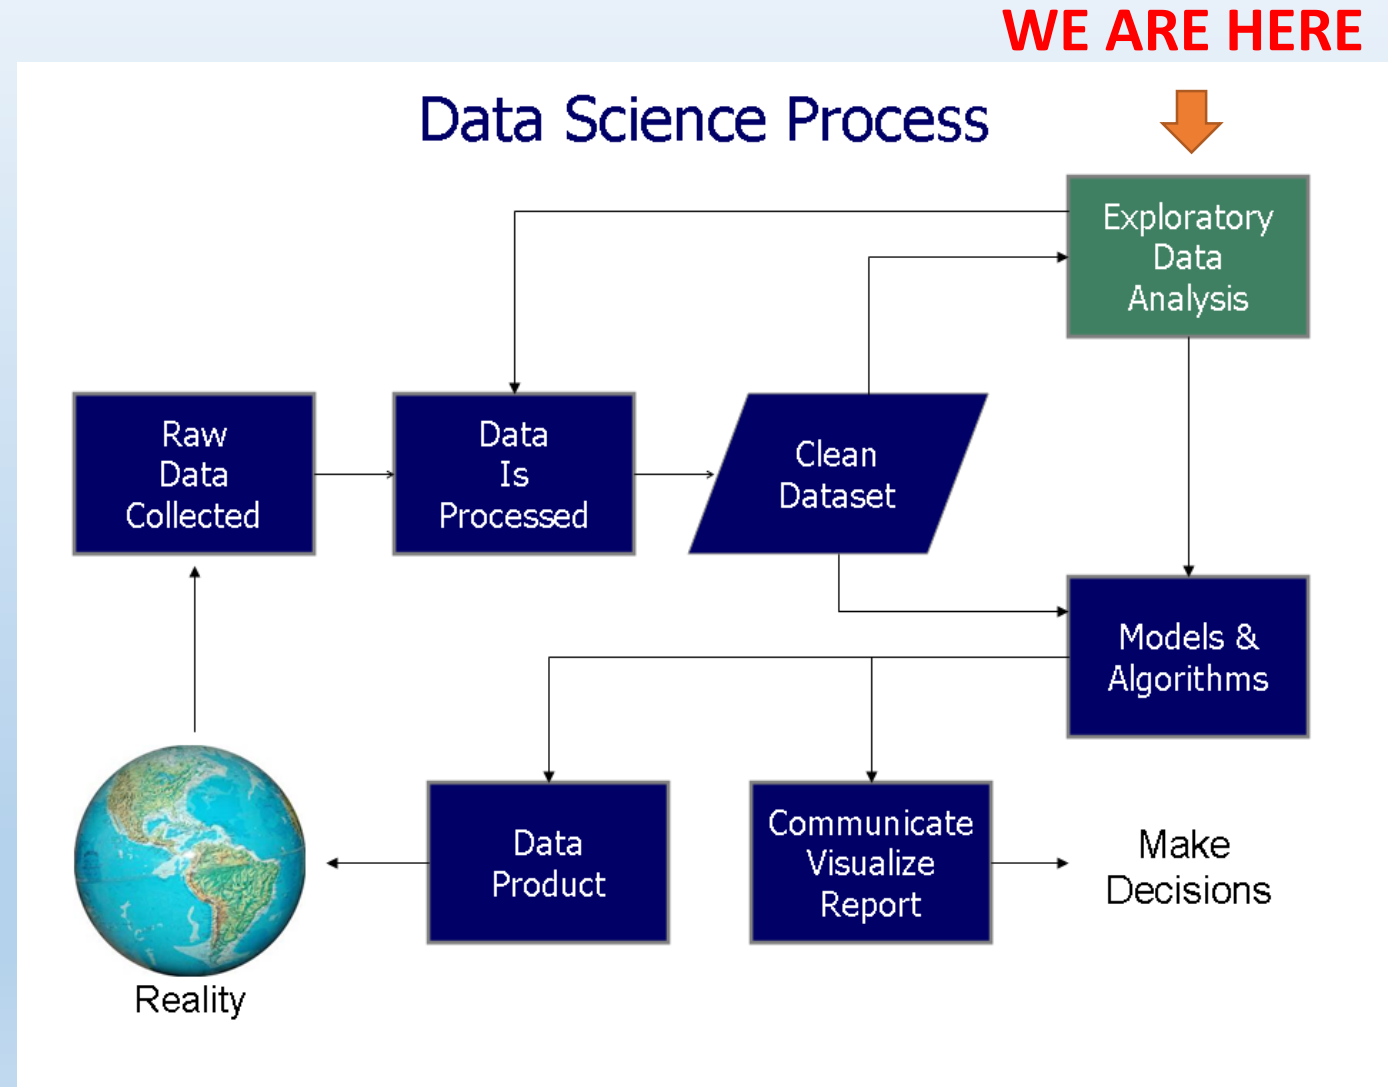 WE ARE HERE
Data Science Process
Exploratory
Data
Analysis
Raw
Data
Collected
Data
Is
Processed
Clean
Dataset
Models &
Algorithms
Data
Product
Communicate
Visualize
Report
Make
Decisions
Reality